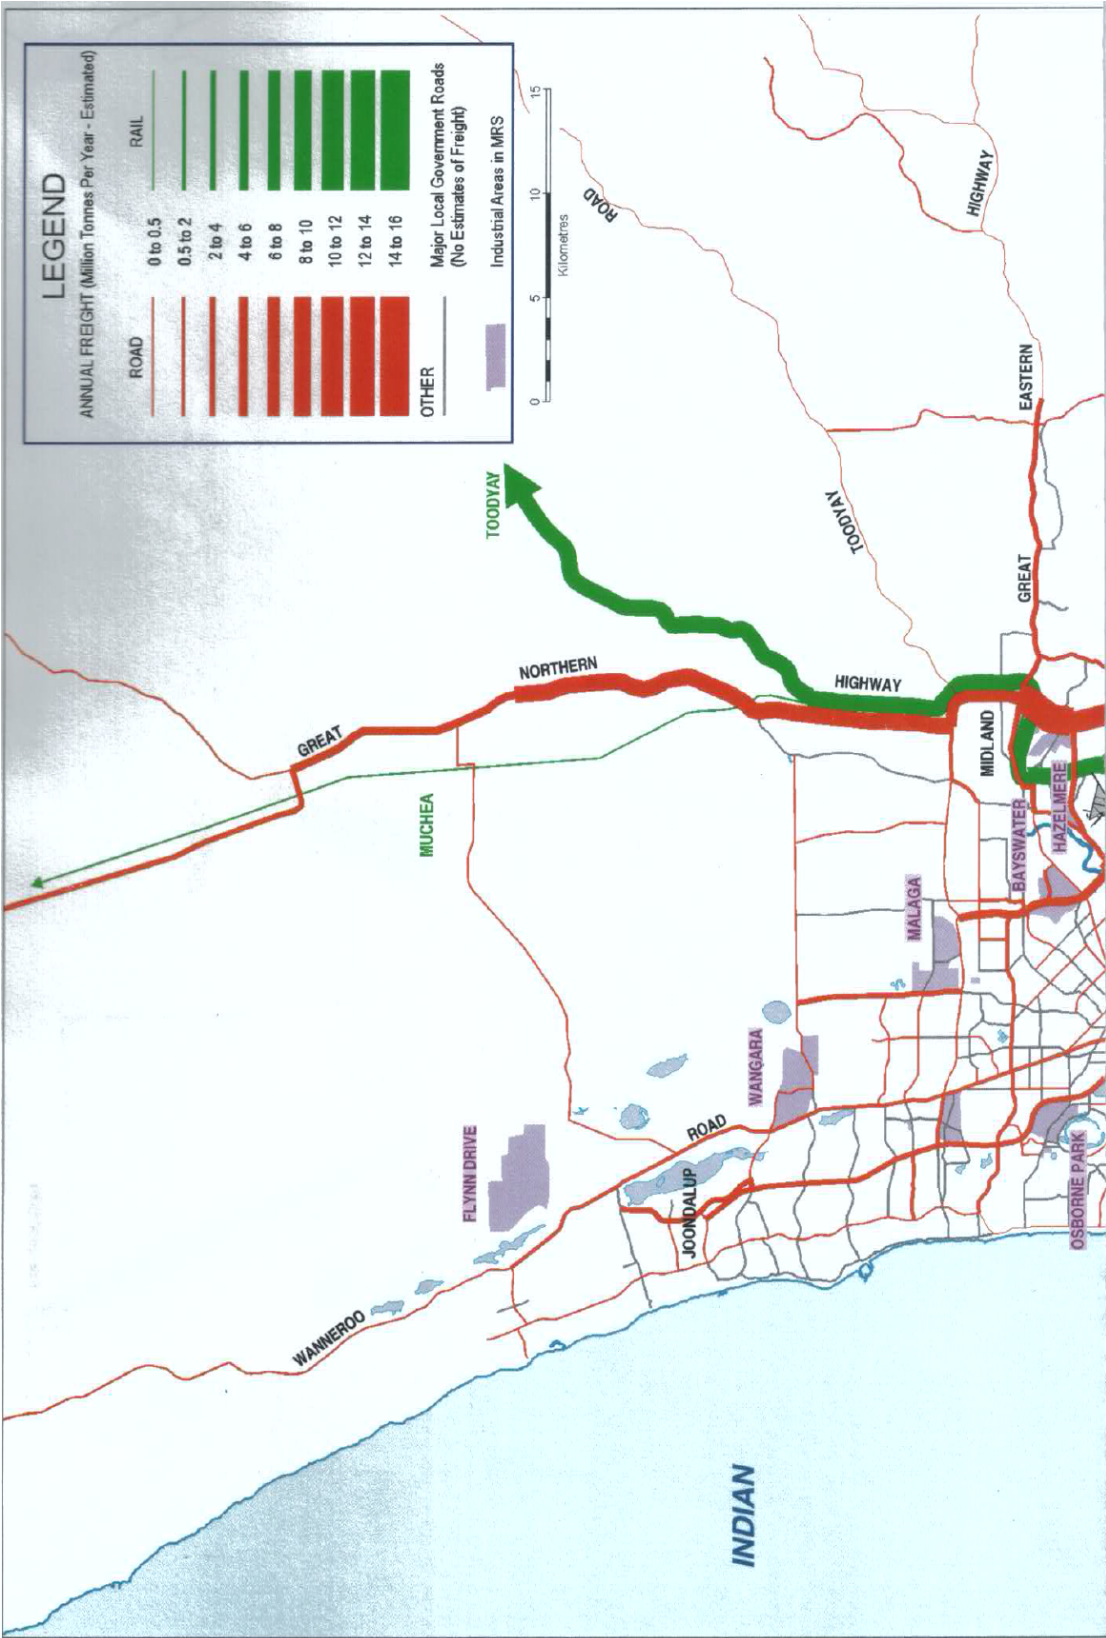 LEGEND
ANNUAL FREIGHT (Million Tonnes Per Year - Estimated)
ROAD
RAIL
0 to 0.5
0.5 to 2
2 to 4
4 to 6
6 to 8
8 to 10
10 to 12
12 to 14
14 to 16
OTHER
Major Local Government Roads
(No Estimates of Freight)
Industrial Areas in MRS
0
5
10
15
Kilometres
ROAD
HIGHWAY
TOODYAY
TOODYAY
EASTERN
GREAT
NORTHERN
HIGHWAY
GREAT
MUCHEA
MIDLAND
HAZELMERE
BAYSWATER
MALAGA
WANGARA
ROAD
FLYNN DRIVE
JOONDALUP
OSBORNE PARK
WANNEROO
INDIAN